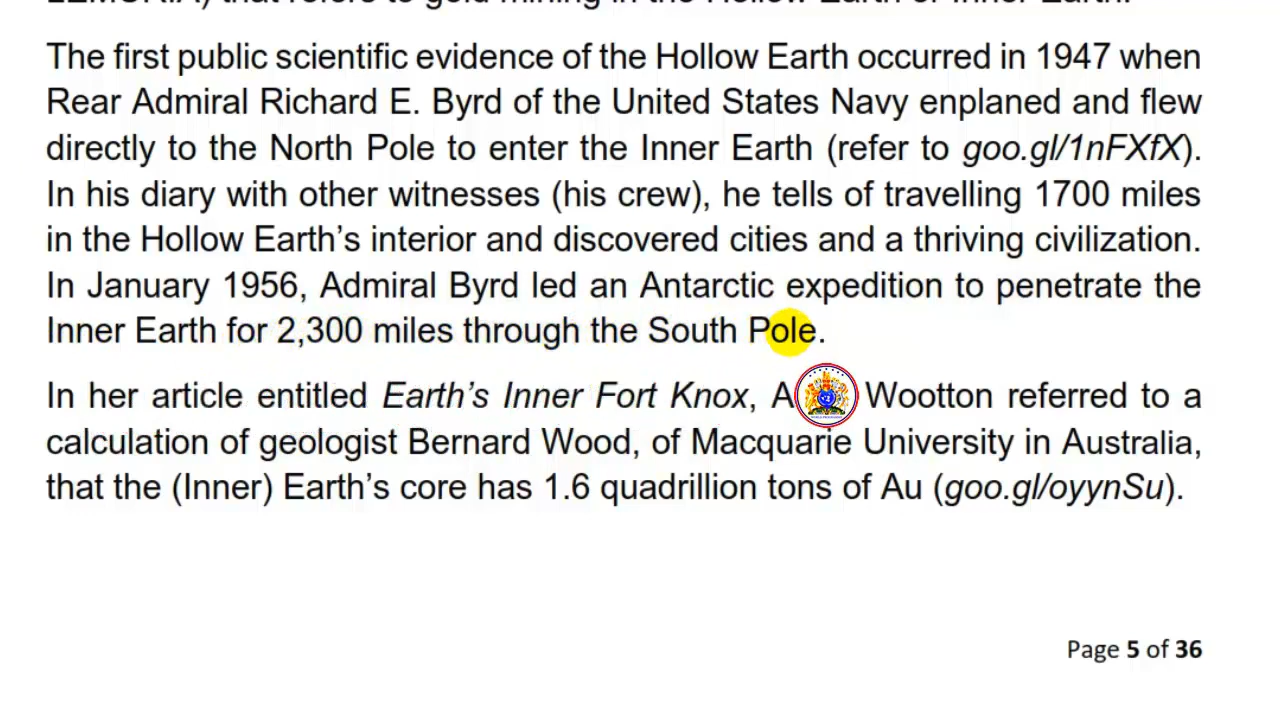 The first public scientific evidence of the Hollow Earth occurred in 1947 when
Rear Admiral Richard E. Byrd of the United States Navy enplaned and flew
directly to the North Pole to enter the Inner Earth (refer to goo.gl/1nFXfX).
In his diary with other witnesses (his crew), he tells of travelling 1700 miles
in the Hollow Earth’s interior and discovered cities and a thriving civilization.
In January 1956, Admiral Byrd led an Antarctic expedition to penetrate the
Inner Earth for 2,300 miles through the South Pole.
In her article entitled Earth’s Inner Fort Knox, Wootton referred to a
calculation of geologist Bernard Wood, of Macquarie University in Australia,
that the (Inner) Earth’s core has 1.6 quadrillion tons of Au (goo.gl/oyynSu).
Page 5 of 36